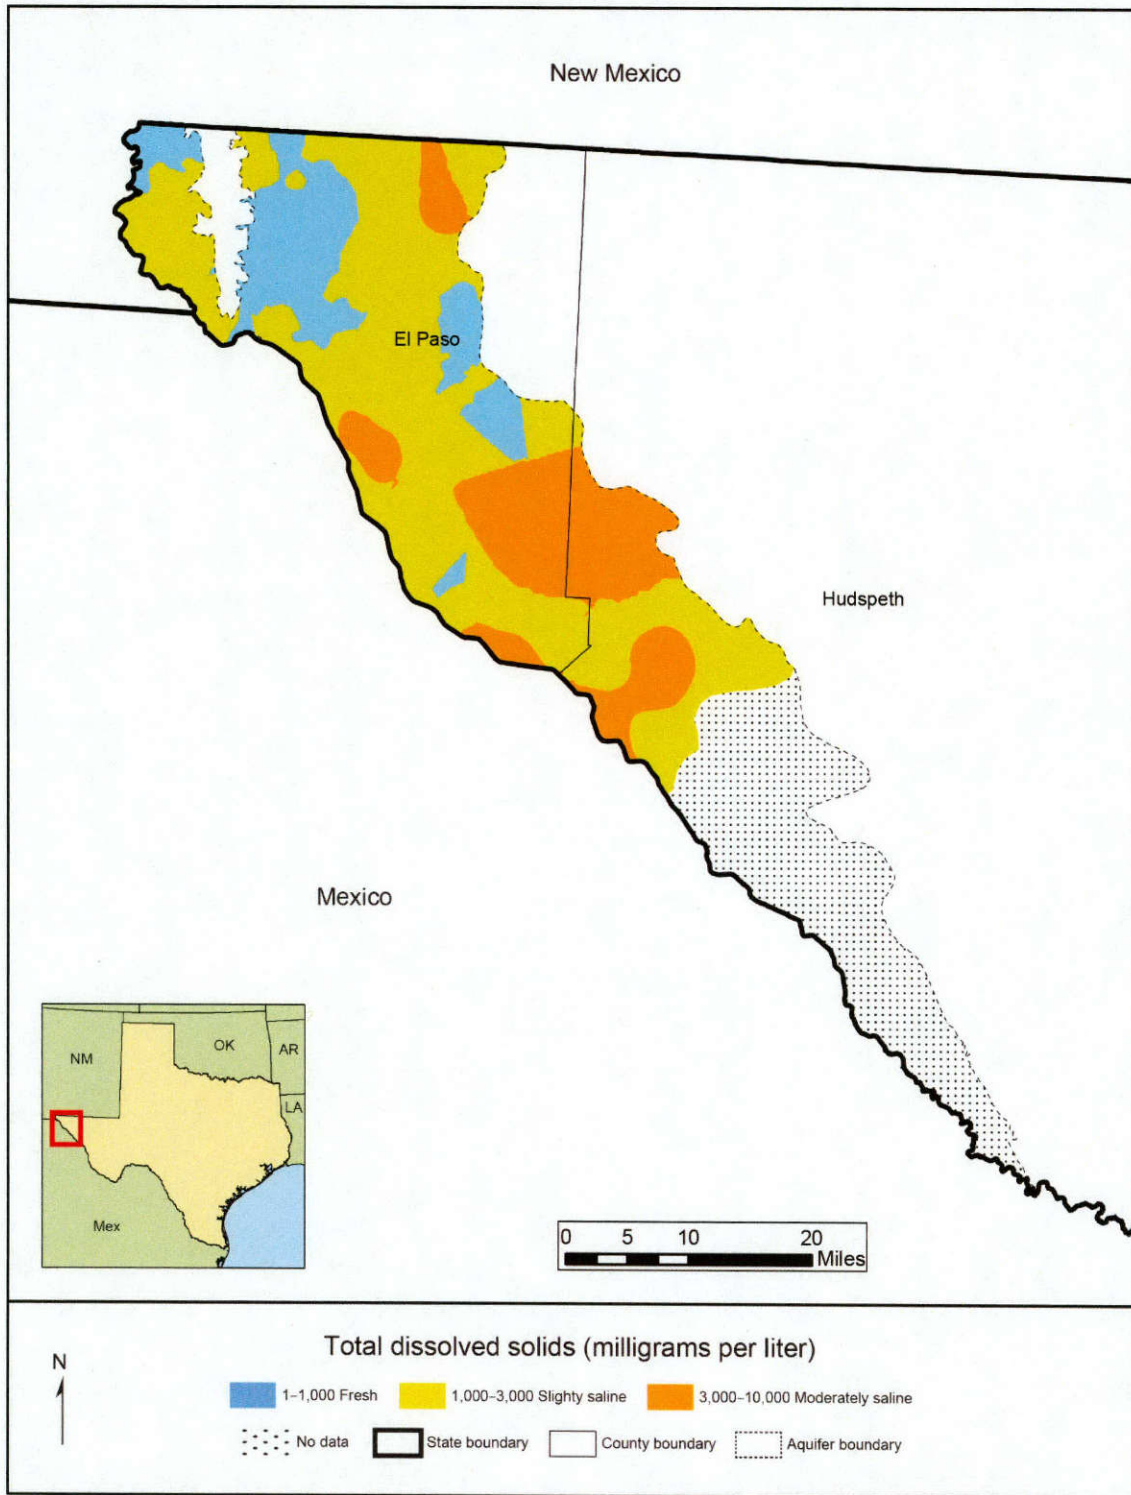 New Mexico
El Paso
Hudspeth
Mexico
NM
OK
AR
LA
Mex
0 5 10 20
Miles
Total dissolved solids (milligrams per liter)
N
1–1,000 Fresh
1,000–3,000 Slighty saline
3,000–10,000 Moderately saline
No data
State boundary
County boundary
Aquifer boundary